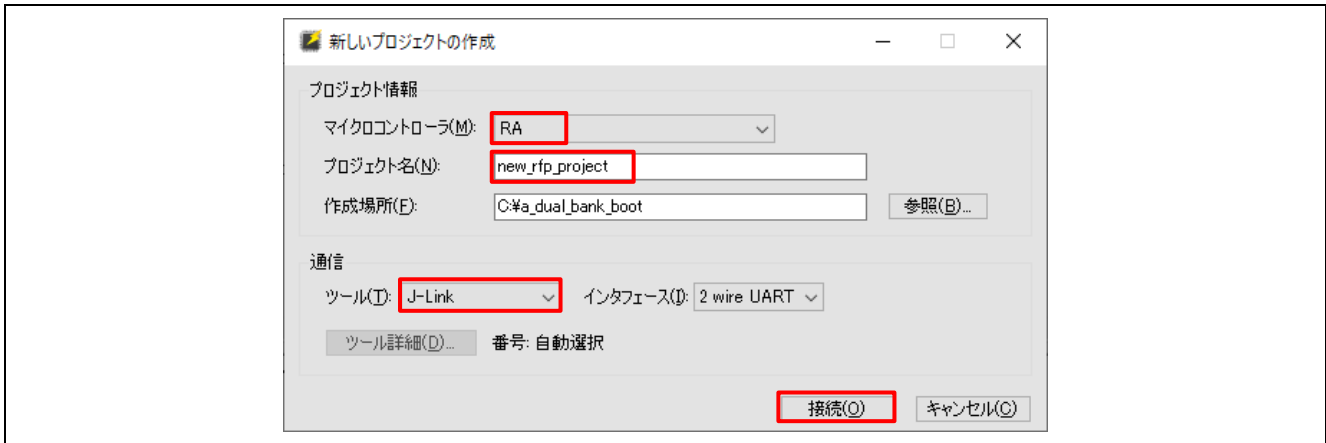 新しいプロジェクトの作成
プロジェクト情報
マイクロコントローラ(M): RA
プロジェクト名(N): new_rfp_project
作成場所(F): C:¥a_dual_bank_boot 参照(B)...
通信
ツール(T): J-Link インタフェース(I): 2 wire UART
ツール詳細(D)... 番号: 自動選択
接続(O) キャンセル(C)